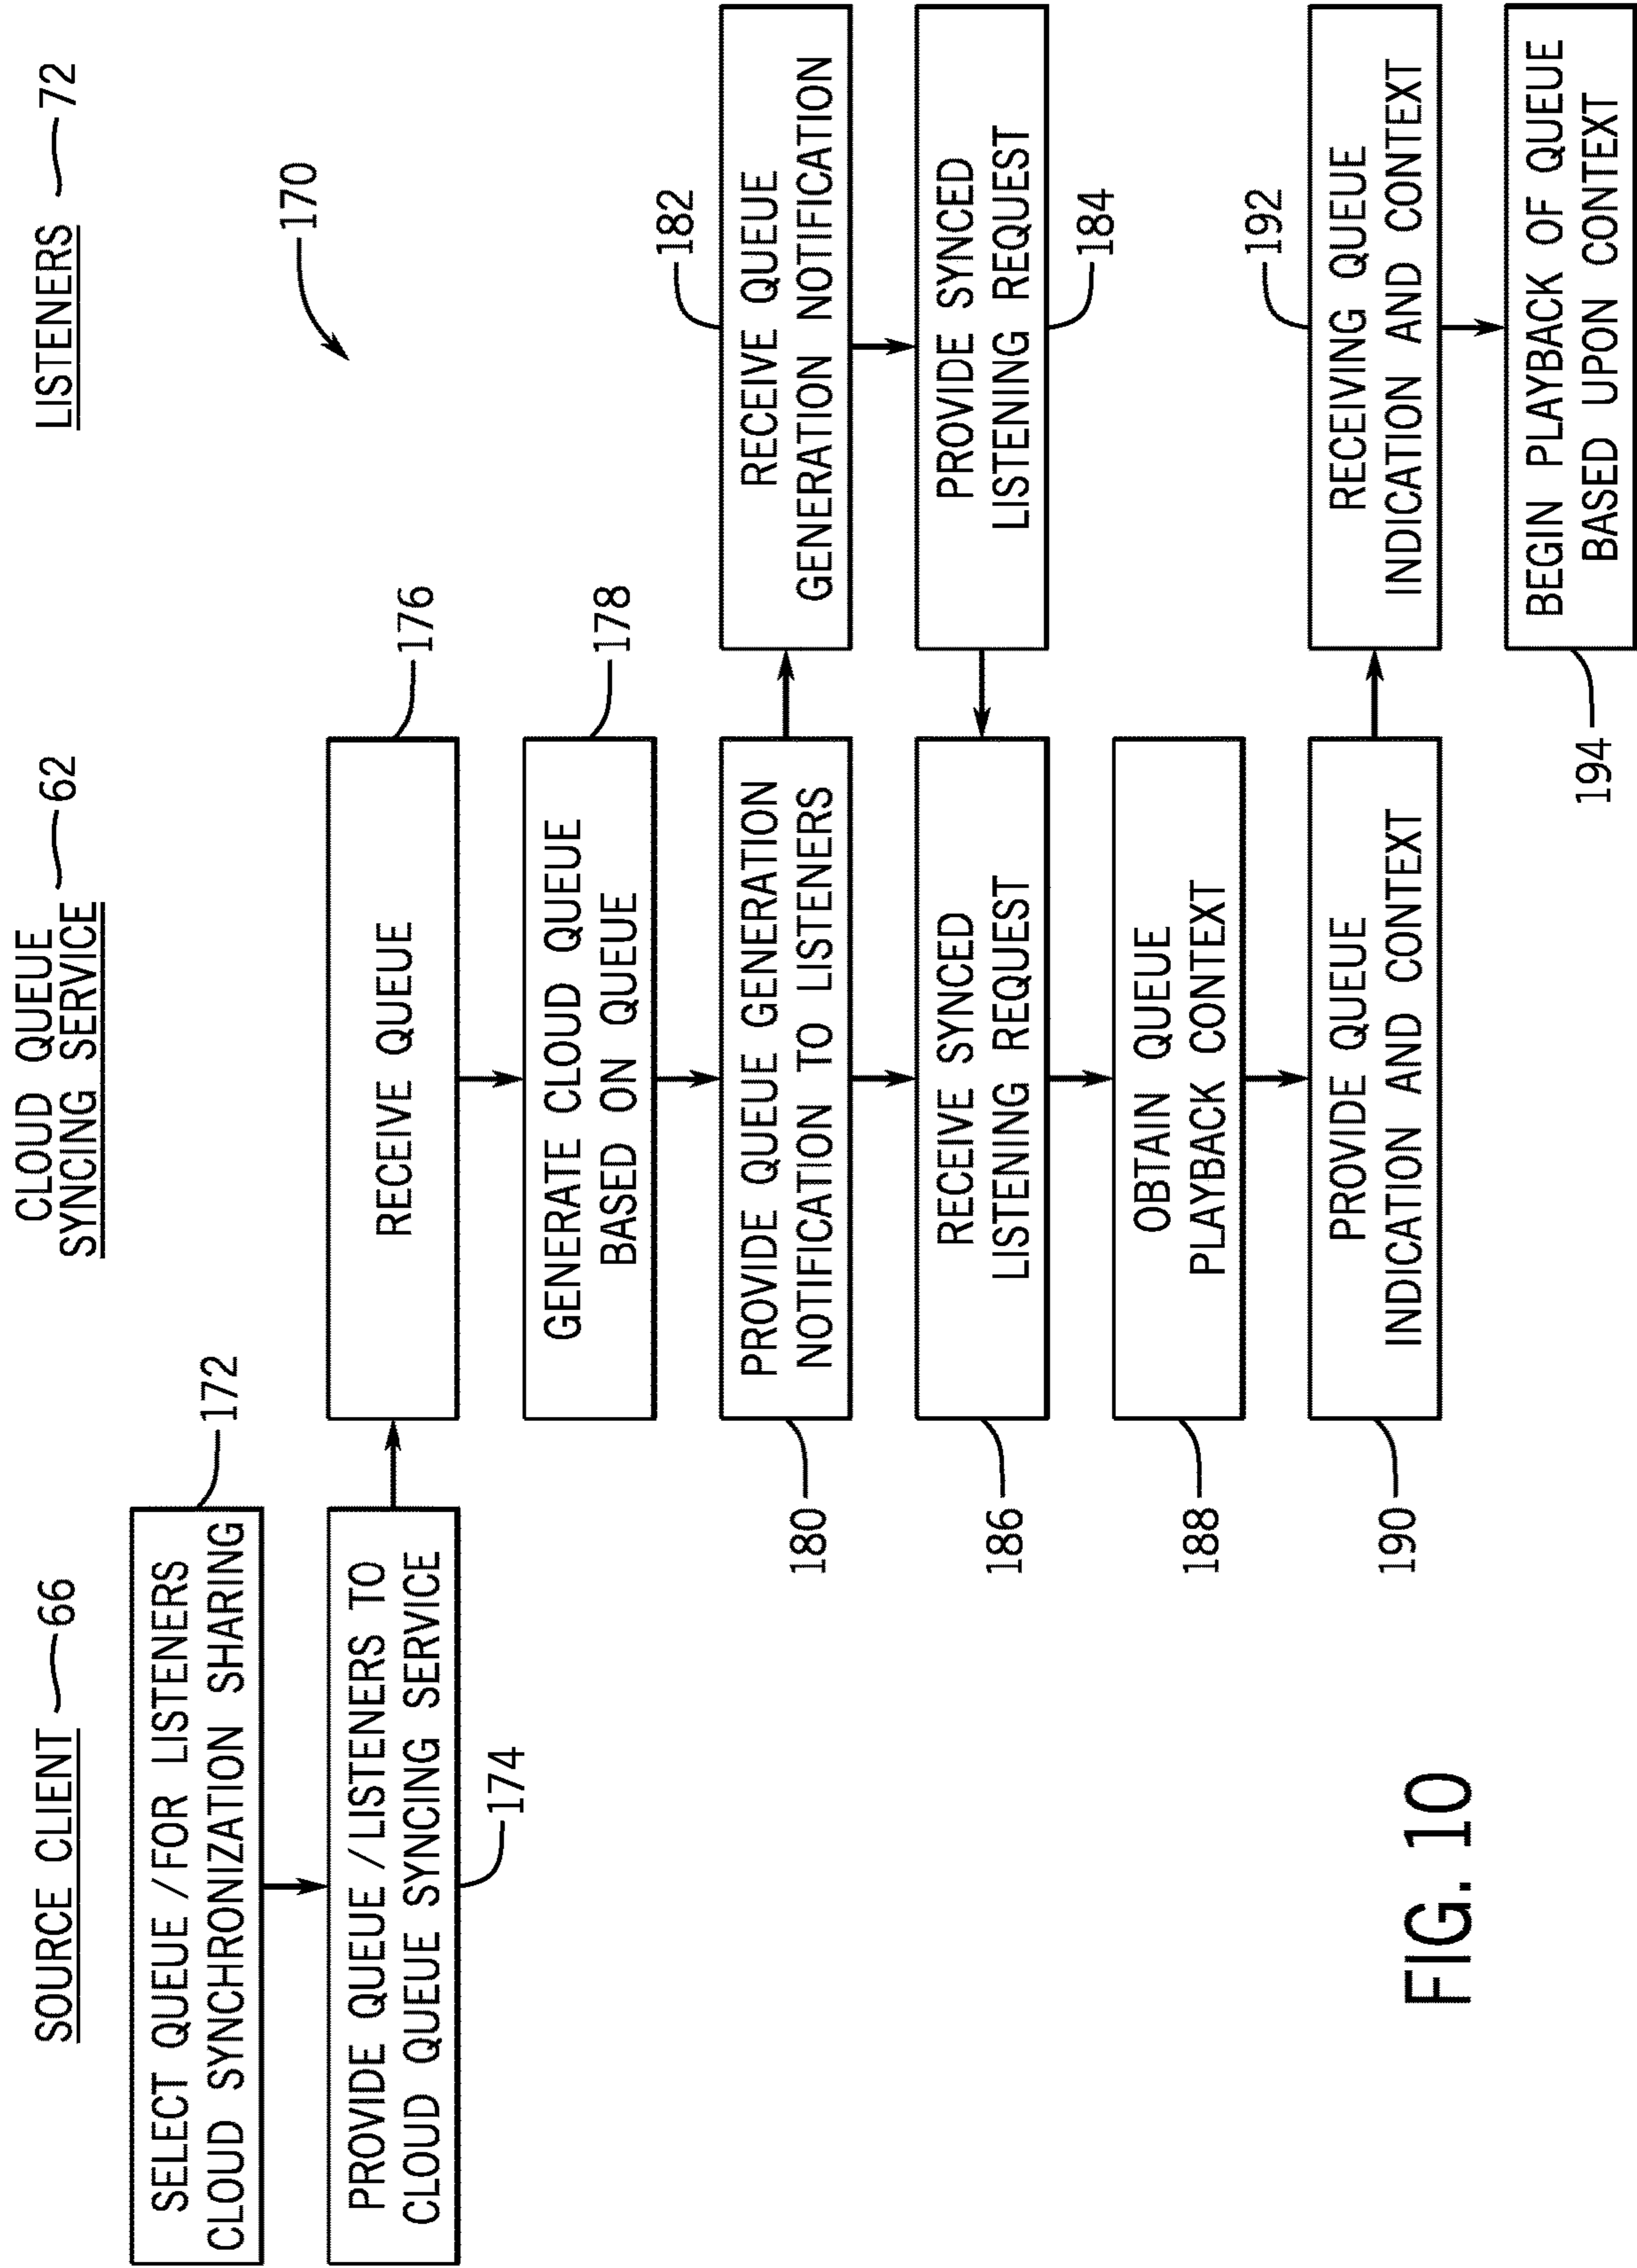 SOURCE CLIENT 66
CLOUD QUEUE
SYNCING SERVICE 62
LISTENERS 72
170
SELECT QUEUE/FOR LISTENERS
CLOUD SYNCHRONIZATION SHARING
172
PROVIDE QUEUE/LISTENERS TO
CLOUD QUEUE SYNCING SERVICE
174
RECEIVE QUEUE
176
GENERATE CLOUD QUEUE
BASED ON QUEUE
178
PROVIDE QUEUE GENERATION
NOTIFICATION TO LISTENERS
180
RECEIVE QUEUE
GENERATION NOTIFICATION
182
PROVIDE SYNCED
LISTENING REQUEST
184
RECEIVE SYNCED
LISTENING REQUEST
186
OBTAIN QUEUE
PLAYBACK CONTEXT
188
PROVIDE QUEUE
INDICATION AND CONTEXT
190
RECEIVING QUEUE
INDICATION AND CONTEXT
192
BEGIN PLAYBACK OF QUEUE
BASED UPON CONTEXT
194
FIG. 10